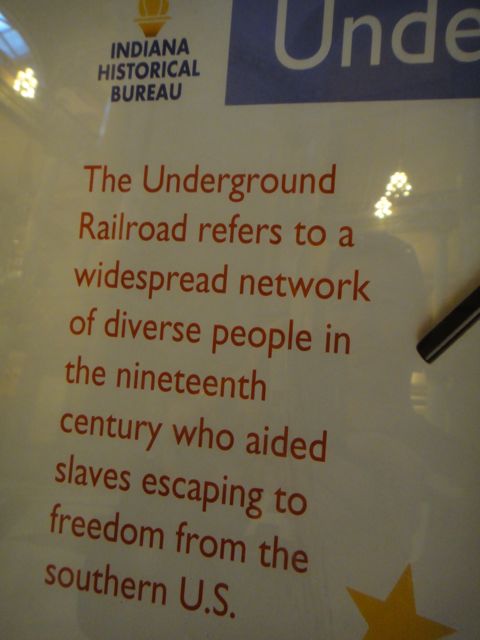 INDIANA
HISTORICAL
BUREAU
Unde
The Underground
Railroad refers to a
widespread network
of diverse people in
the nineteenth
century who aided
slaves escaping to
freedom from the
southern U.S.